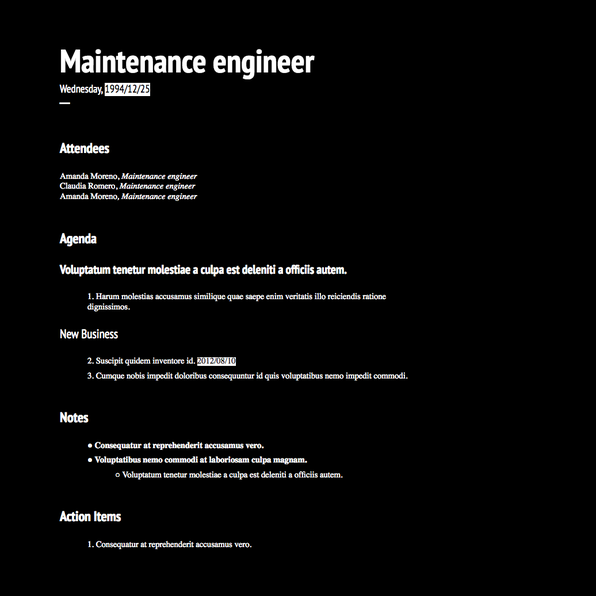 Maintenance engineer
Wednesday, 1994/12/25
Attendees
Amanda Moreno, Maintenance engineer
Claudia Romero, Maintenance engineer
Amanda Moreno, Maintenance engineer
Agenda
Voluptatum tenetur molestiae a culpa est deleniti a officiis autem.
1. Harum molestias accusamus similique quae saepe enim veritatis illo reiciendis ratione
dignissimos.
New Business
2. Suscipit quidem inventore id. 2012/08/10
3. Cumque nobis impedit doloribus consequuntur id quis voluptatibus nemo impedit commodi.
Notes
● Consequatur at reprehenderit accusamus vero.
● Voluptatibus nemo commodi at laboriosam culpa magnam.
○ Voluptatum tenetur molestiae a culpa est deleniti a officiis autem.
Action Items
1. Consequatur at reprehenderit accusamus vero.